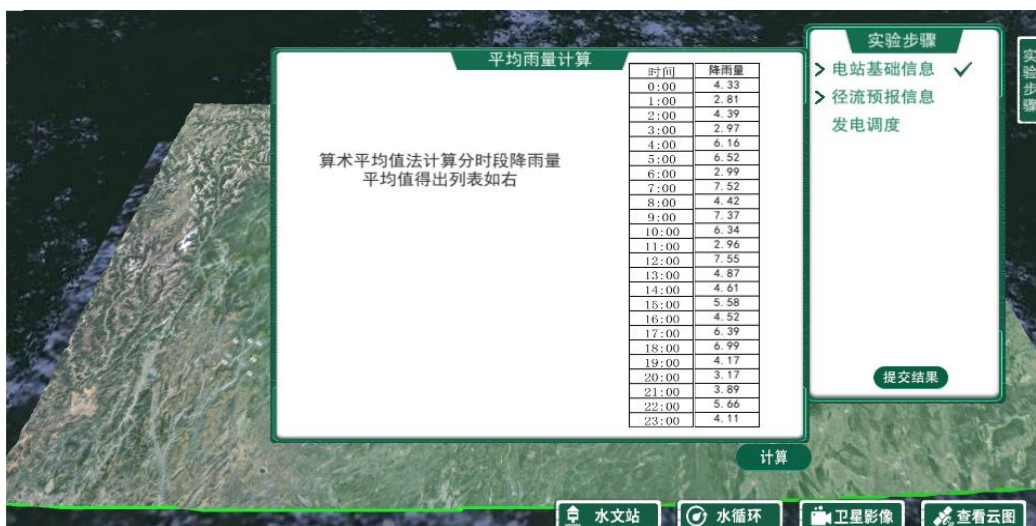 平均雨量计算
算术平均值法计算分时段降雨量
平均值得出列表如右
时间 降雨量
0:00 4.33
1:00 2.81
2:00 4.39
3:00 2.97
4:00 6.16
5:00 6.52
6:00 2.99
7:00 7.52
8:00 4.42
9:00 7.37
10:00 6.34
11:00 2.96
12:00 7.55
13:00 4.87
14:00 4.61
15:00 5.58
16:00 4.52
17:00 6.39
18:00 6.99
19:00 4.17
20:00 3.17
21:00 3.89
22:00 5.66
23:00 4.11
计算
实验步骤
电站基础信息
径流预报信息
发电调度
提交结果
实验步骤
水文站
水循环
卫星影像
查看云图